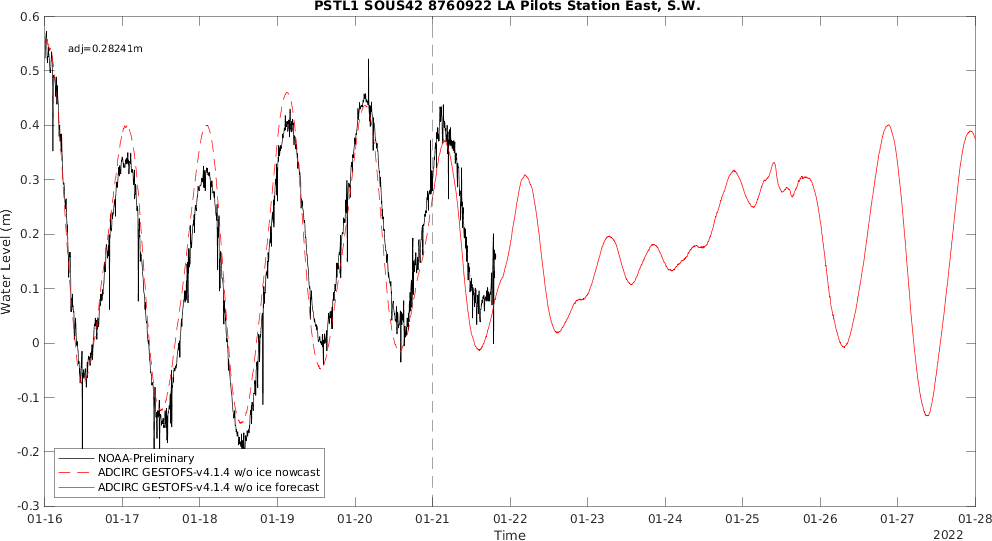 PSTL1 SOUS42 8760922 LA Pilots Station East, S.W.
adj=0.28241m
0.6
0.5
0.4
0.3
0.2
0.1
0
-0.1
-0.2
-0.3
Water Level (m)
NOAA-Preliminary
ADCIRC GESTOFS-v4.1.4 w/o ice nowcast
ADCIRC GESTOFS-v4.1.4 w/o ice forecast
01-16 01-17 01-18 01-19 01-20 01-21 01-22 01-23 01-24 01-25 01-26 01-27 01-28
Time
2022